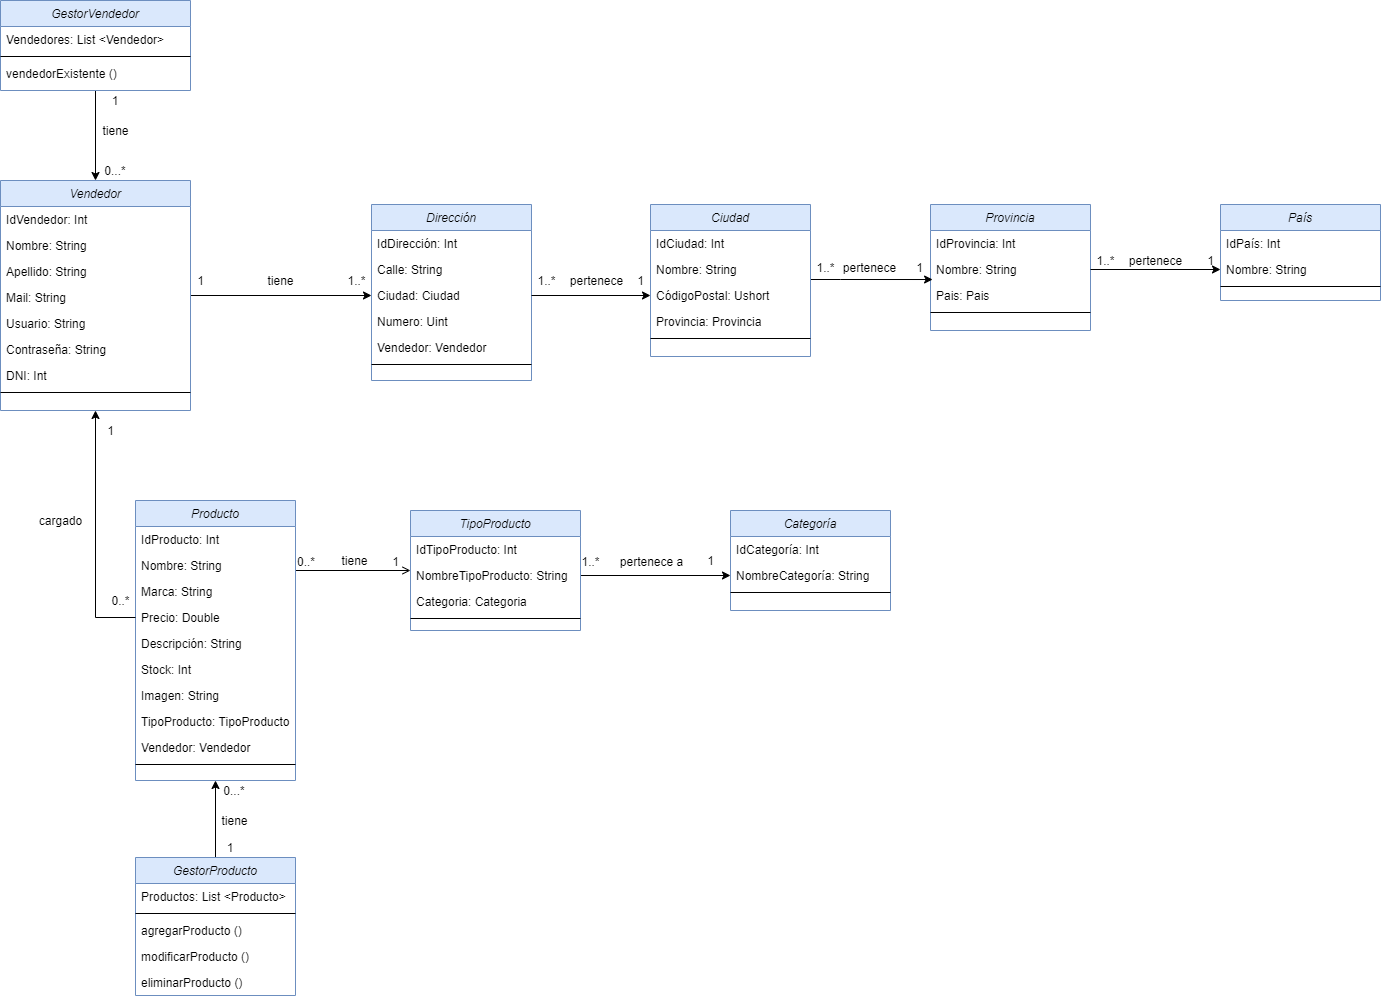 GestorVendedor
Vendedores: List <Vendedor>
vendedorExistente ()
1
tiene
0...*
Vendedor
IdVendedor: Int
Nombre: String
Apellido: String
Mail: String
Usuario: String
Contraseña: String
DNI: Int
1
tiene
1..*
Dirección
IdDirección: Int
Calle: String
Ciudad: Ciudad
Numero: Uint
Vendedor: Vendedor
1..*
pertenece
1
Ciudad
IdCiudad: Int
Nombre: String
CódigoPostal: Ushort
Provincia: Provincia
1..*
pertenece
1
Provincia
IdProvincia: Int
Nombre: String
Pais: Pais
1..*
pertenece
1
País
IdPaís: Int
Nombre: String
1
cargado
0..*
Producto
IdProducto: Int
Nombre: String
Marca: String
Precio: Double
Descripción: String
Stock: Int
Imagen: String
TipoProducto: TipoProducto
Vendedor: Vendedor
0..*
tiene
1
TipoProducto
IdTipoProducto: Int
NombreTipoProducto: String
Categoria: Categoria
1..*
pertenece a
1
Categoría
IdCategoría: Int
NombreCategoría: String
0...*
tiene
1
GestorProducto
Productos: List <Producto>
agregarProducto ()
modificarProducto ()
eliminarProducto ()